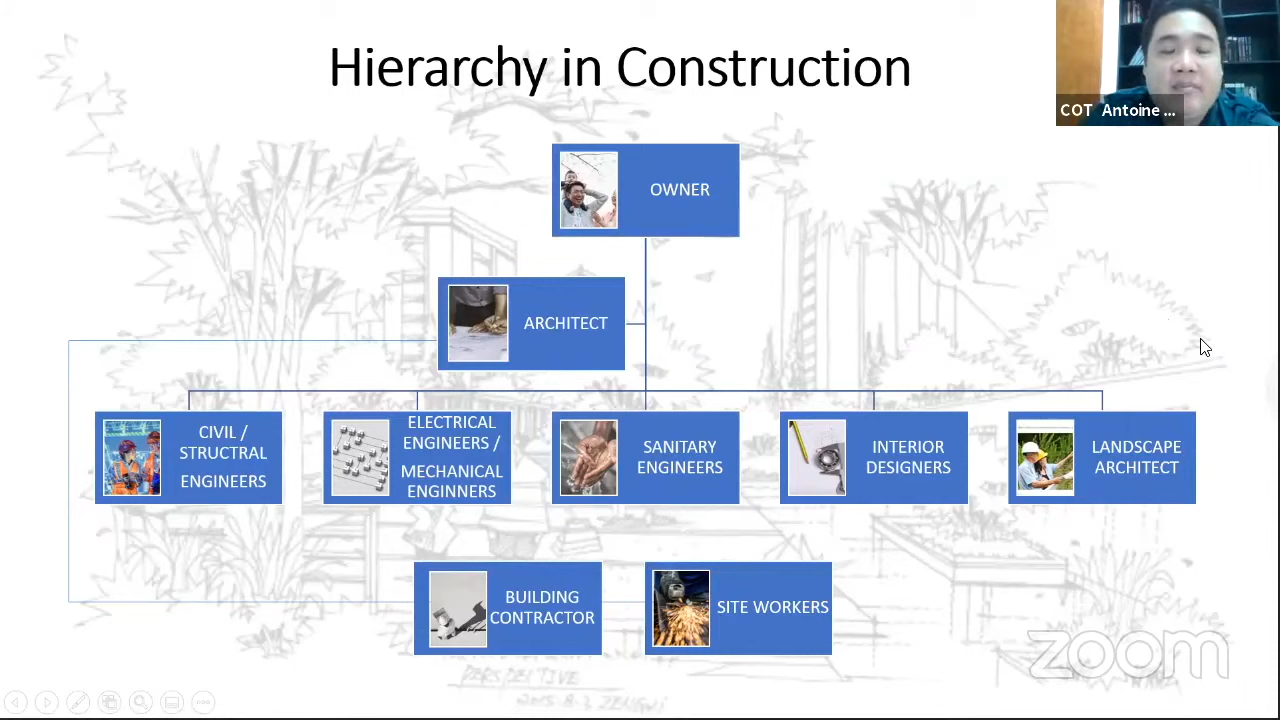 Hierarchy in Construction
COT Antoine ...
OWNER
ARCHITECT
CIVIL /
STRUCTRAL
ENGINEERS
ELECTRICAL
ENGINEERS /
MECHANICAL
ENGINNERS
SANITARY
ENGINEERS
INTERIOR
DESIGNERS
LANDSCAPE
ARCHITECT
BUILDING
CONTRACTOR
SITE WORKERS
zoom
PERSPECTIVE